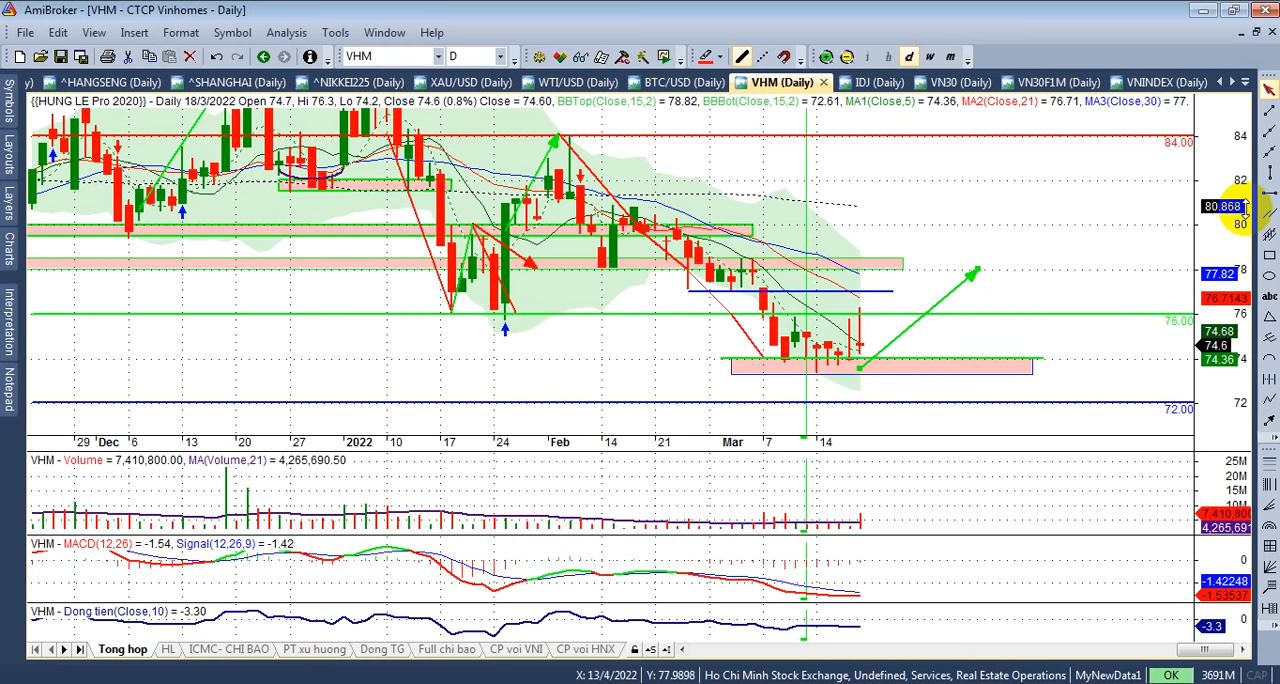 AmiBroker - [VHM - CTCP Vinhomes - Daily]
File Edit View Insert Format Symbol Analysis Tools Window Help
VHM D i h i d w m
y) ^HANGSENG (Daily) ^SHANGHAI (Daily) ^NIKKEI225 (Daily) XAU/USD (Daily) WTI/USD (Daily) BTC/USD (Daily) VHM (Daily) IDJ (Daily) VN30 (Daily) VN30F1M (Daily) VNINDEX (Daily)
{{HUNG LE Pro 2020}} - Daily 18/3/2022 Open 74.7, Hi 76.3, Lo 74.2, Close 74.6 (0.8%) Close = 74.60, BBTop(Close,15,2) = 78.82, BBBot(Close,15,2) = 72.61, MA1(Close,5) = 74.36, MA2(Close,21) = 76.71, MA3(Close,30) = 77.
Symbols
Layouts
Layers
Charts
Interpretation
Notepad
84.00
84
82
80.868
80
78
77.82
76.7143
76
76.00
74.68
74.6
74.36
74
72
72.00
29 Dec 6 13 20 27 2022 10 17 24 Feb 14 21 Mar 7 14
VHM - Volume = 7,410,800.00, MA(Volume,21) = 4,265,690.50
25M
20M
15M
10M
7,410,800
4,265,691
VHM - MACD(12,26) = -1.54, Signal(12,26,9) = -1.42
0
-1.42248
-1.53537
VHM - Dong tien(Close,10) = -3.30
0
-3.3
abc
Tong hop HL ICMC- CHI BAO PT xu huong Dong TG Full chi bao CP voi VNI CP voi HNX
X: 13/4/2022 Y: 77.9898 Ho Chi Minh Stock Exchange, Undefined, Services, Real Estate Operations MyNewData1 OK 3691M CAP